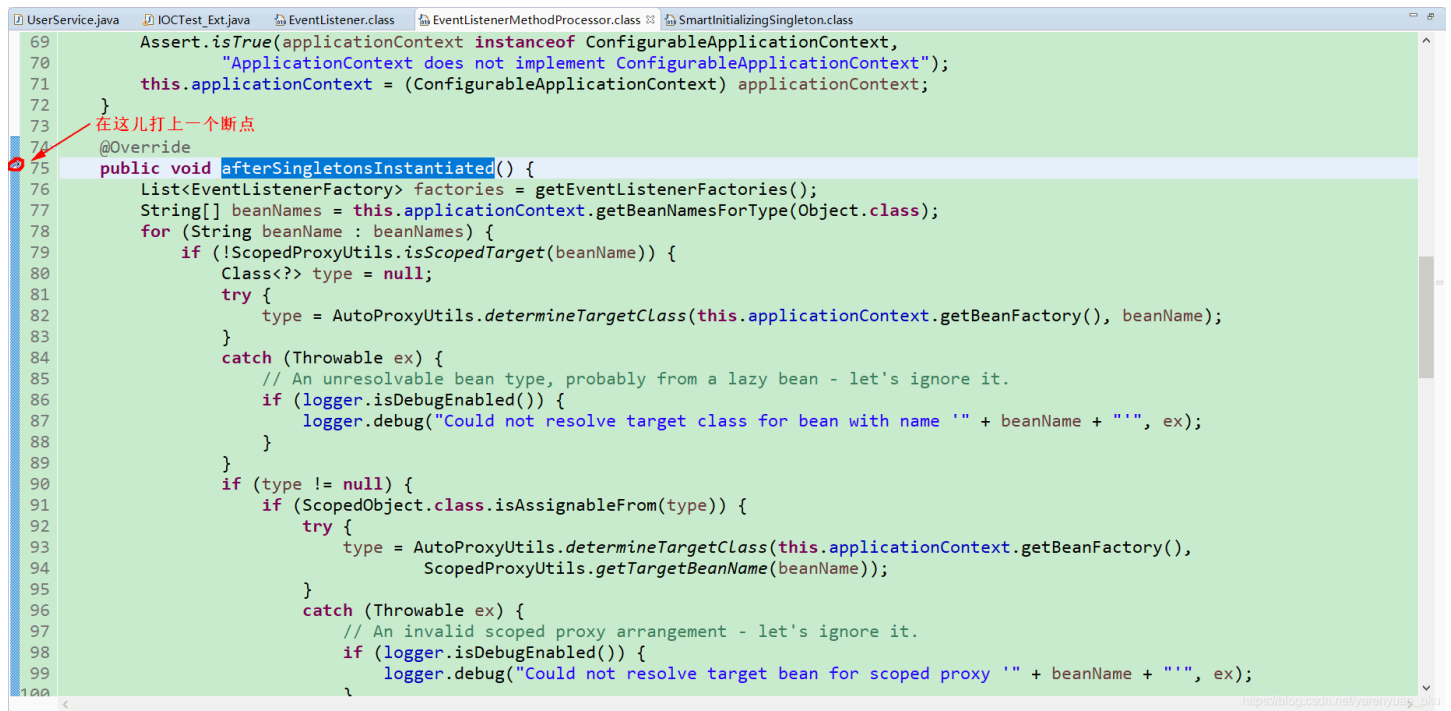 UserService.java IOCTest_Ext.java EventListener.class EventListenerMethodProcessor.class SmartInitializingSingleton.class
69 Assert.isTrue(applicationContext instanceof ConfigurableApplicationContext,
70 "ApplicationContext does not implement ConfigurableApplicationContext");
71 this.applicationContext = (ConfigurableApplicationContext) applicationContext;
72 }
73 在这儿打上一个断点
74 @Override
75 public void afterSingletonsInstantiated() {
76 List<EventListenerFactory> factories = getEventListenerFactories();
77 String[] beanNames = this.applicationContext.getBeanNamesForType(Object.class);
78 for (String beanName : beanNames) {
79 if (!ScopedProxyUtils.isScopedTarget(beanName)) {
80 Class<?> type = null;
81 try {
82 type = AutoProxyUtils.determineTargetClass(this.applicationContext.getBeanFactory(), beanName);
83 }
84 catch (Throwable ex) {
85 // An unresolvable bean type, probably from a lazy bean - let's ignore it.
86 if (logger.isDebugEnabled()) {
87 logger.debug("Could not resolve target class for bean with name '" + beanName + "'", ex);
88 }
89 }
90 if (type != null) {
91 if (ScopedObject.class.isAssignableFrom(type)) {
92 try {
93 type = AutoProxyUtils.determineTargetClass(this.applicationContext.getBeanFactory(),
94 ScopedProxyUtils.getTargetBeanName(beanName));
95 }
96 catch (Throwable ex) {
97 // An invalid scoped proxy arrangement - let's ignore it.
98 if (logger.isDebugEnabled()) {
99 logger.debug("Could not resolve target bean for scoped proxy '" + beanName + "'", ex);
100 }
https://blog.csdn.net/yerenyuan_pku